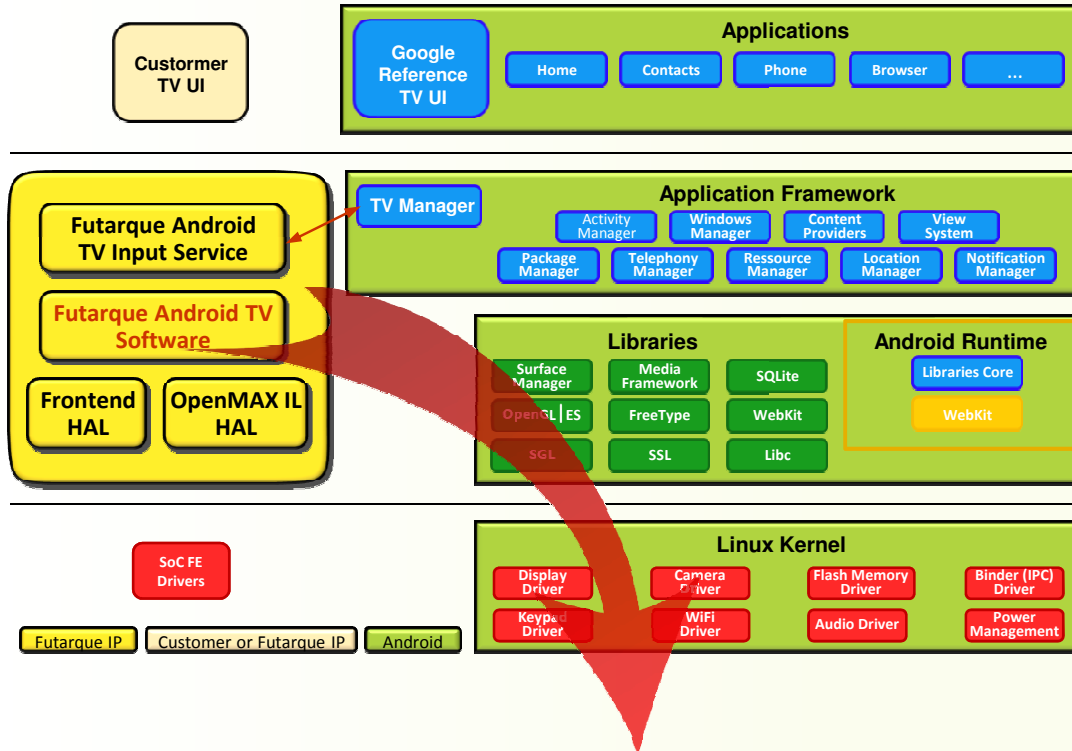 Custormer
TV UI
Google
Reference
TV UI
Applications
Home
Contacts
Phone
Browser
...
Futarque Android
TV Input Service
Futarque Android TV
Software
Frontend
HAL
OpenMAX IL
HAL
TV Manager
Application Framework
Activity
Manager
Windows
Manager
Content
Providers
View
System
Package
Manager
Telephony
Manager
Ressource
Manager
Location
Manager
Notification
Manager
Libraries
Surface
Manager
Media
Framework
SQLite
OpenGL|ES
FreeType
WebKit
SGL
SSL
Libc
Android Runtime
Libraries Core
WebKit
SoC FE
Drivers
Linux Kernel
Display
Driver
Camera
Driver
Flash Memory
Driver
Binder (IPC)
Driver
Keypad
Driver
WiFi
Driver
Audio Driver
Power
Management
Futarque IP
Customer or Futarque IP
Android